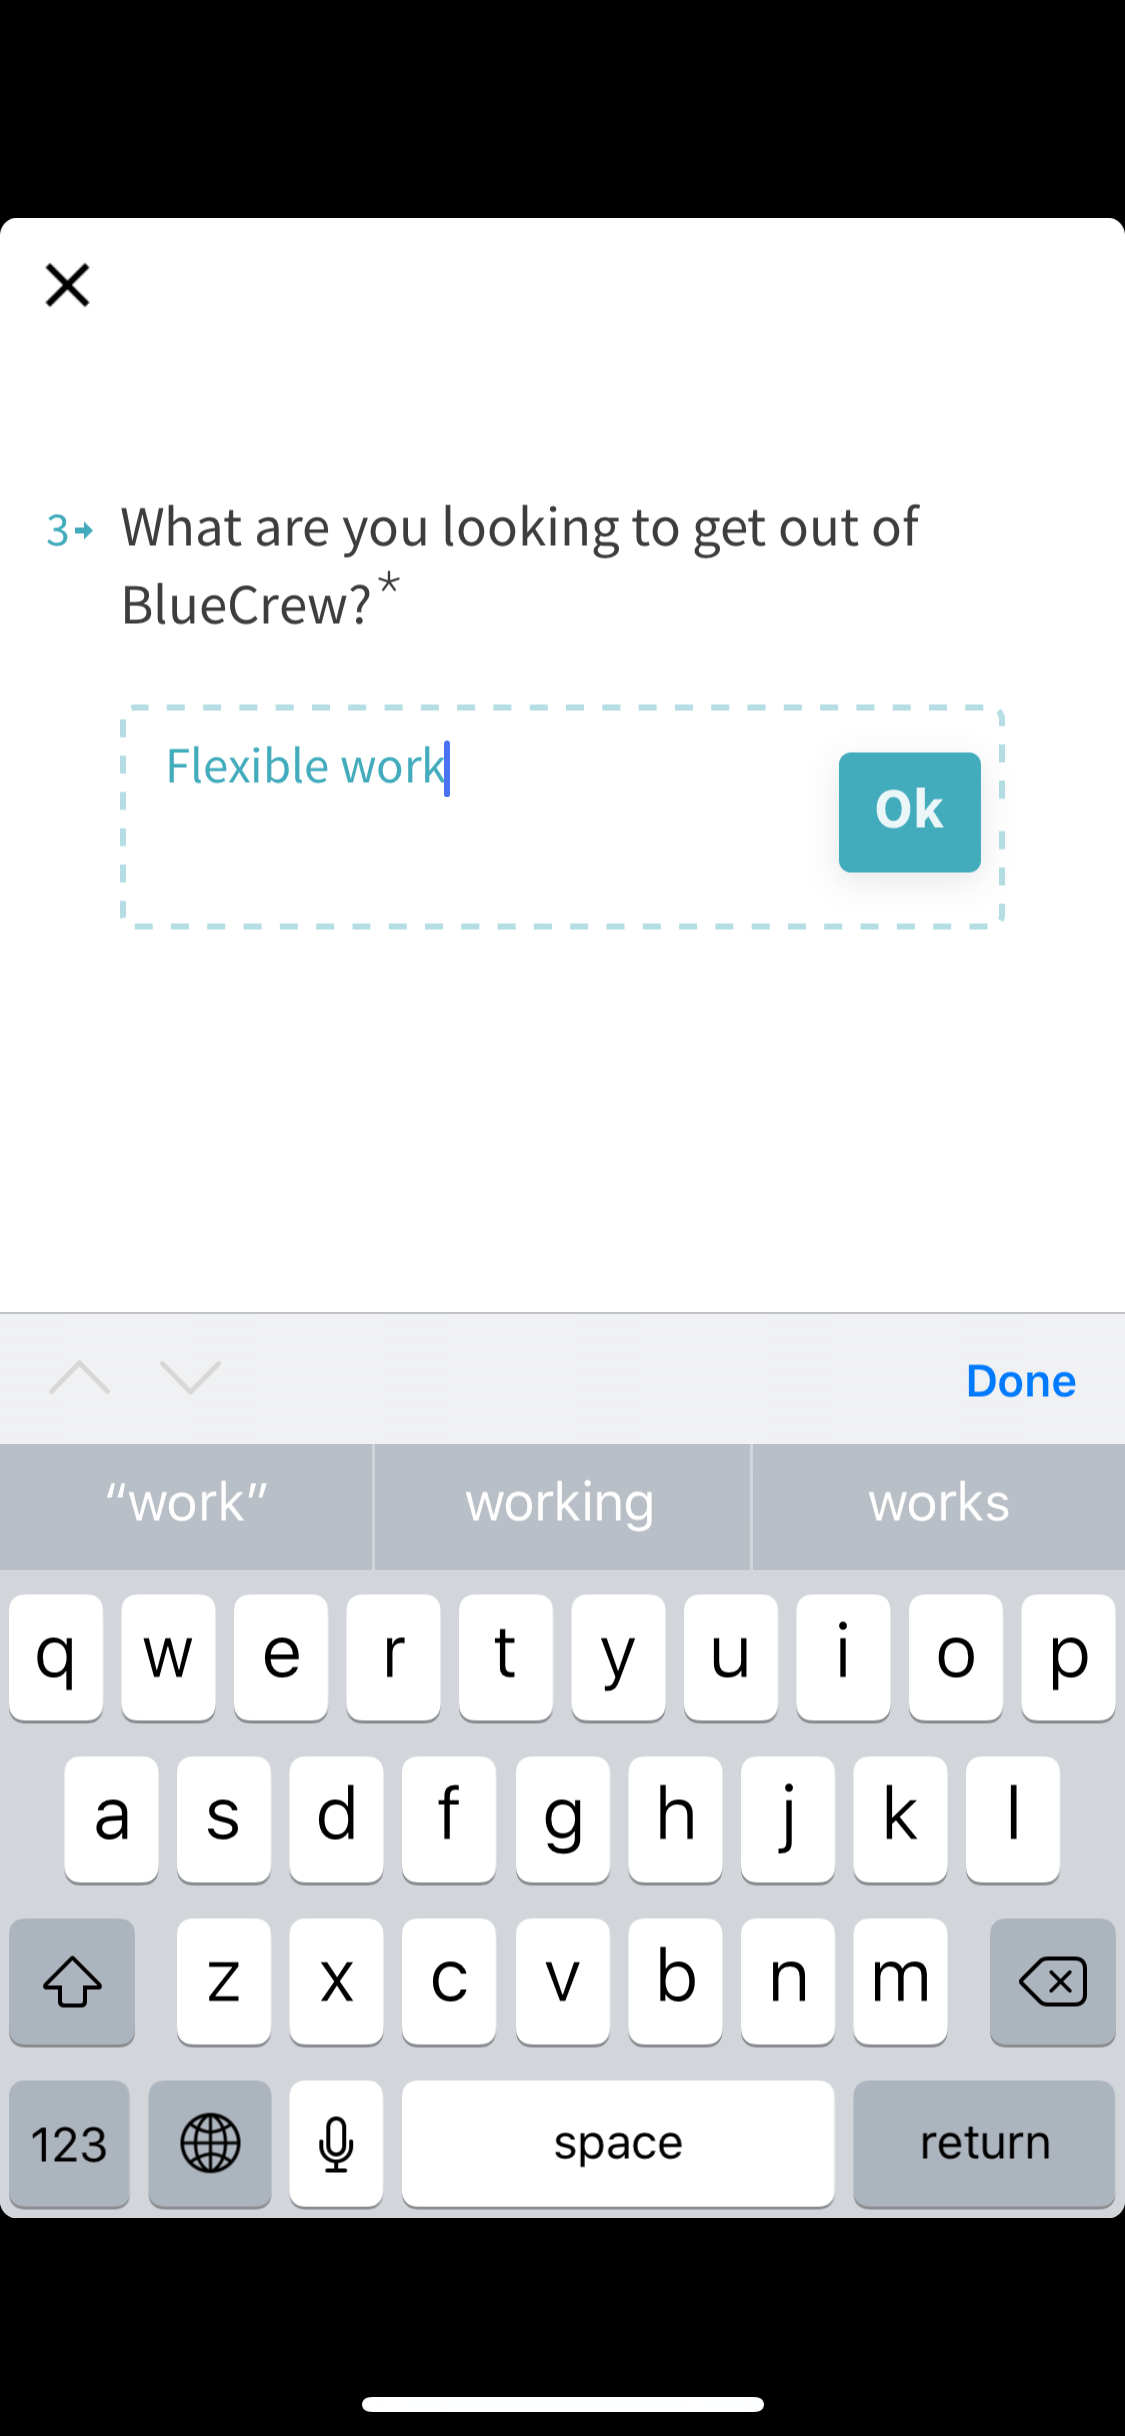 3 What are you looking to get out of
BlueCrew?*
Flexible work
Ok
Done
"work" working works
q w e r t y u i o p
a s d f g h j k l
z x c v b n m
123 space return